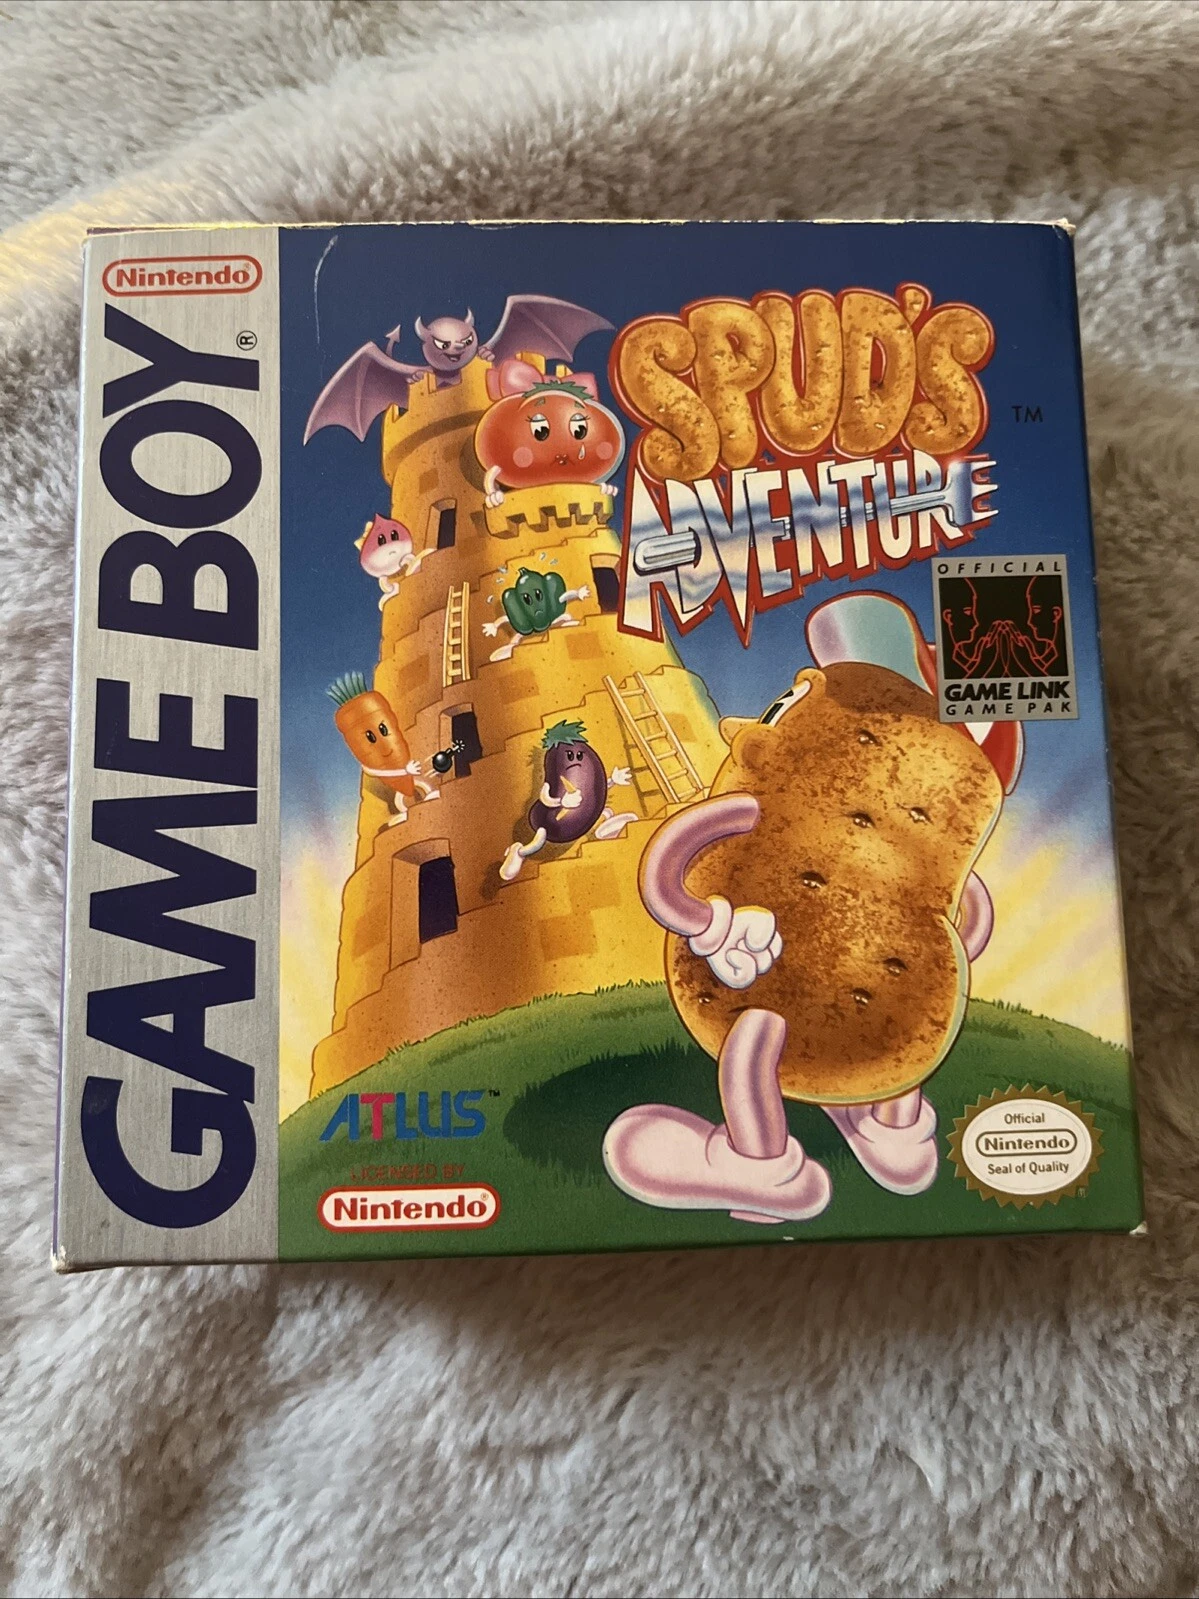 Nintendo®
GAME BOY®
SPUD'S
ADVENTURE
TM
OFFICIAL
GAME LINK
GAME PAK
ATLUS™
LICENSED BY
Nintendo®
Official
Nintendo
Seal of Quality